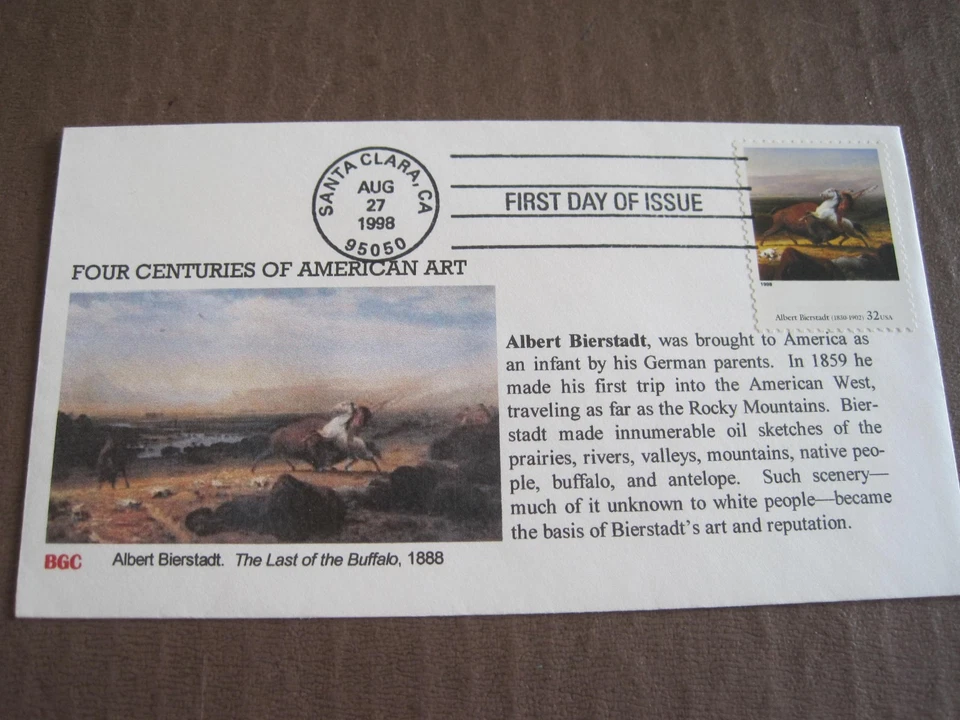 SANTA CLARA, CA
AUG
27
1998
95050
FIRST DAY OF ISSUE
1998
Albert Bierstadt (1830-1902) 32USA
FOUR CENTURIES OF AMERICAN ART
Albert Bierstadt, was brought to America as
an infant by his German parents. In 1859 he
made his first trip into the American West,
traveling as far as the Rocky Mountains. Bier-
stadt made innumerable oil sketches of the
prairies, rivers, valleys, mountains, native peo-
ple, buffalo, and antelope. Such scenery—
much of it unknown to white people—became
the basis of Bierstadt's art and reputation.
BGC Albert Bierstadt. The Last of the Buffalo, 1888